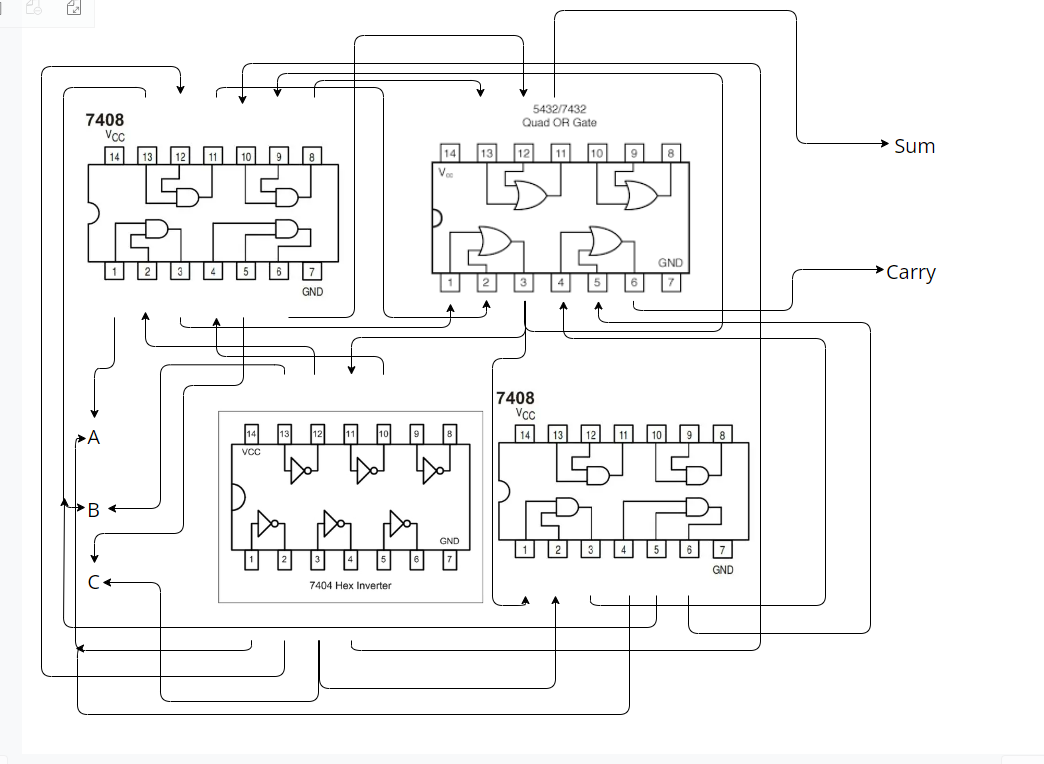 5432/7432
Quad OR Gate
7408
VCC
14 13 12 11 10 9 8
1 2 3 4 5 6 7
GND
14 13 12 11 10 9 8
Vcc
GND
1 2 3 4 5 6 7
Sum
Carry
A
B
C
14 13 12 11 10 9 8
VCC
GND
1 2 3 4 5 6 7
7404 Hex Inverter
7408
VCC
14 13 12 11 10 9 8
1 2 3 4 5 6 7
GND